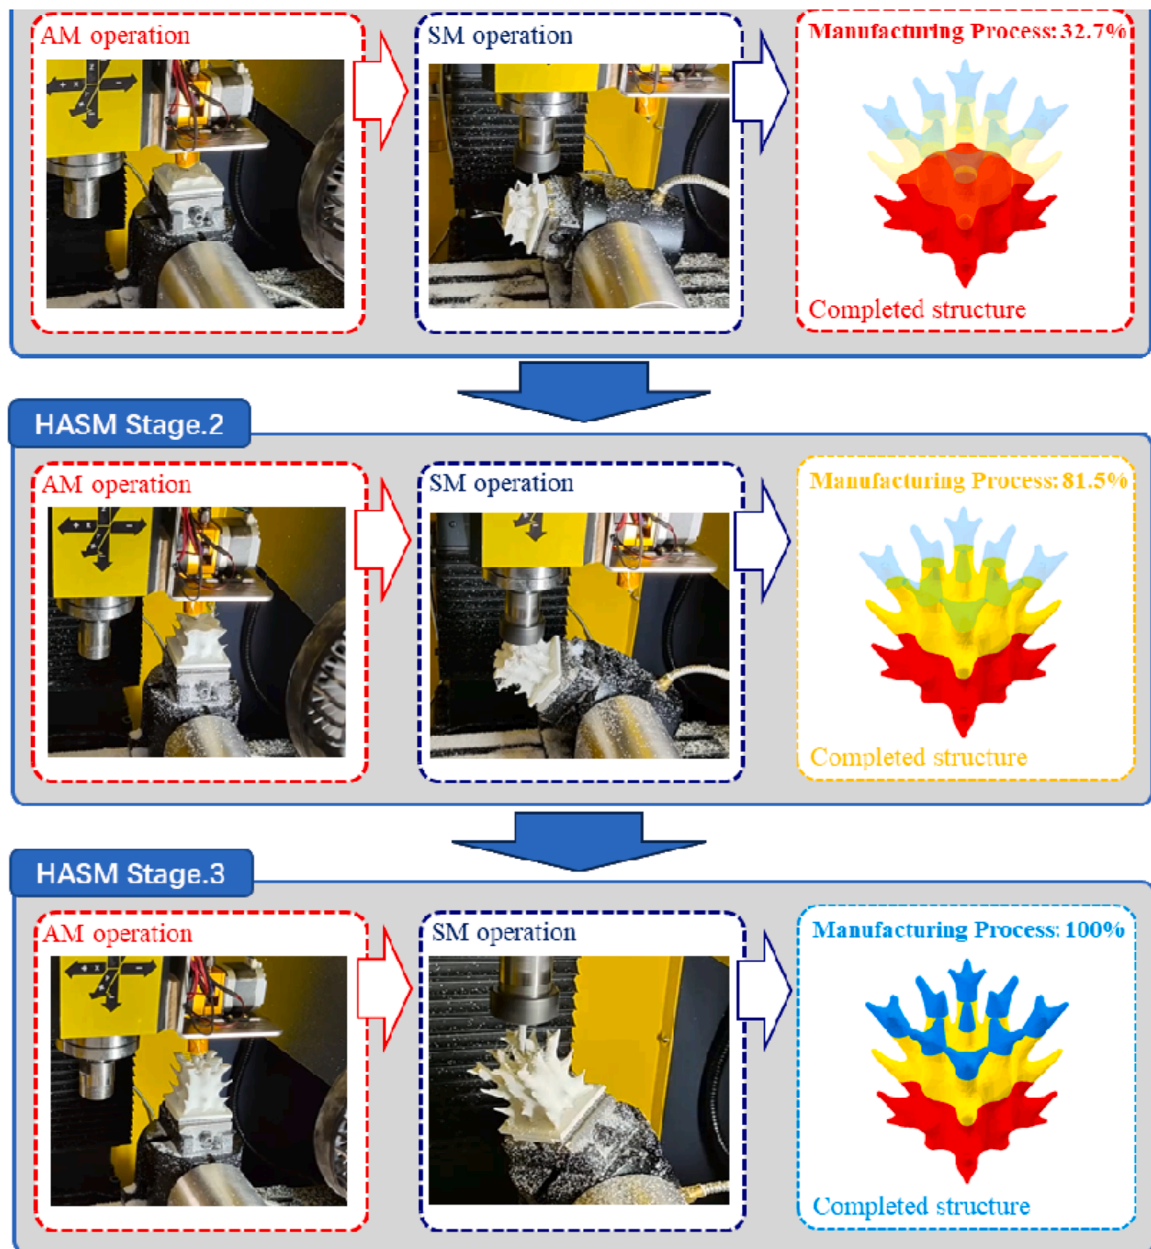 AM operation
SM operation
Manufacturing Process: 32.7%
Completed structure
HASM Stage.2
AM operation
SM operation
Manufacturing Process: 81.5%
Completed structure
HASM Stage.3
AM operation
SM operation
Manufacturing Process: 100%
Completed structure